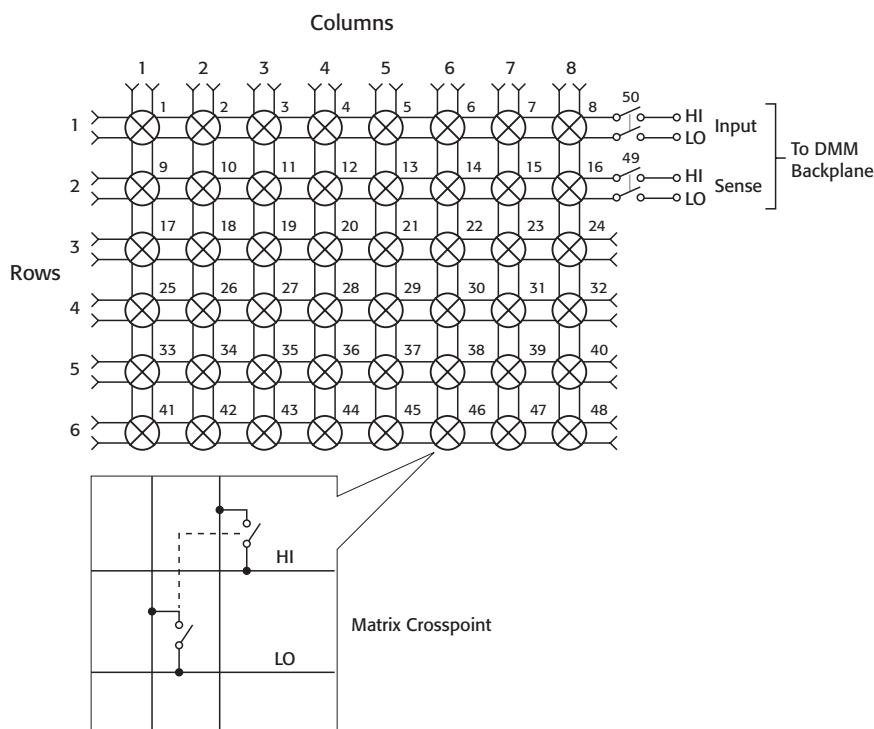 Columns
1 2 3 4 5 6 7 8
1 2 3 4 5 6 7 8 50 HI
1 LO Input
9 10 11 12 13 14 15 16 49 HI
2 LO Sense
To DMM
Backplane
17 18 19 20 21 22 23 24
3
Rows
25 26 27 28 29 30 31 32
4
33 34 35 36 37 38 39 40
5
41 42 43 44 45 46 47 48
6
HI
LO
Matrix Crosspoint